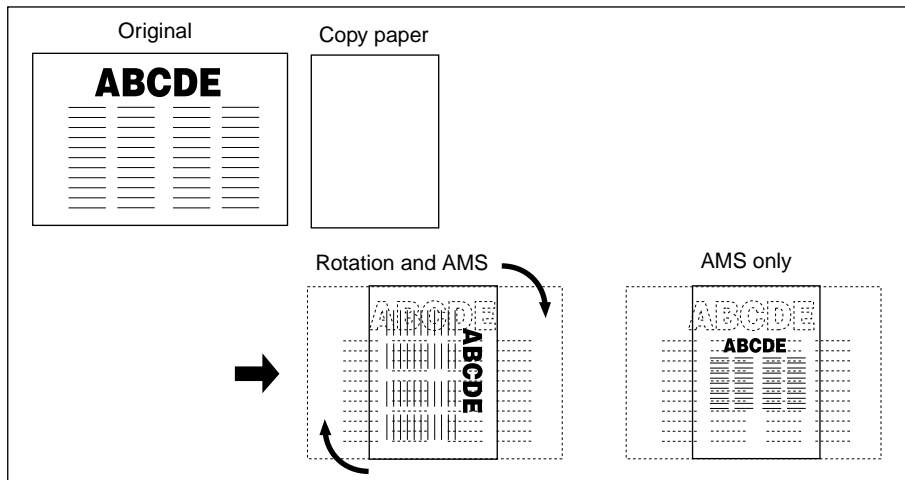 Original
Copy paper
ABCDE
Rotation and AMS
AMS only
ABCDE
ABCDE
ABCDE
ABCDE